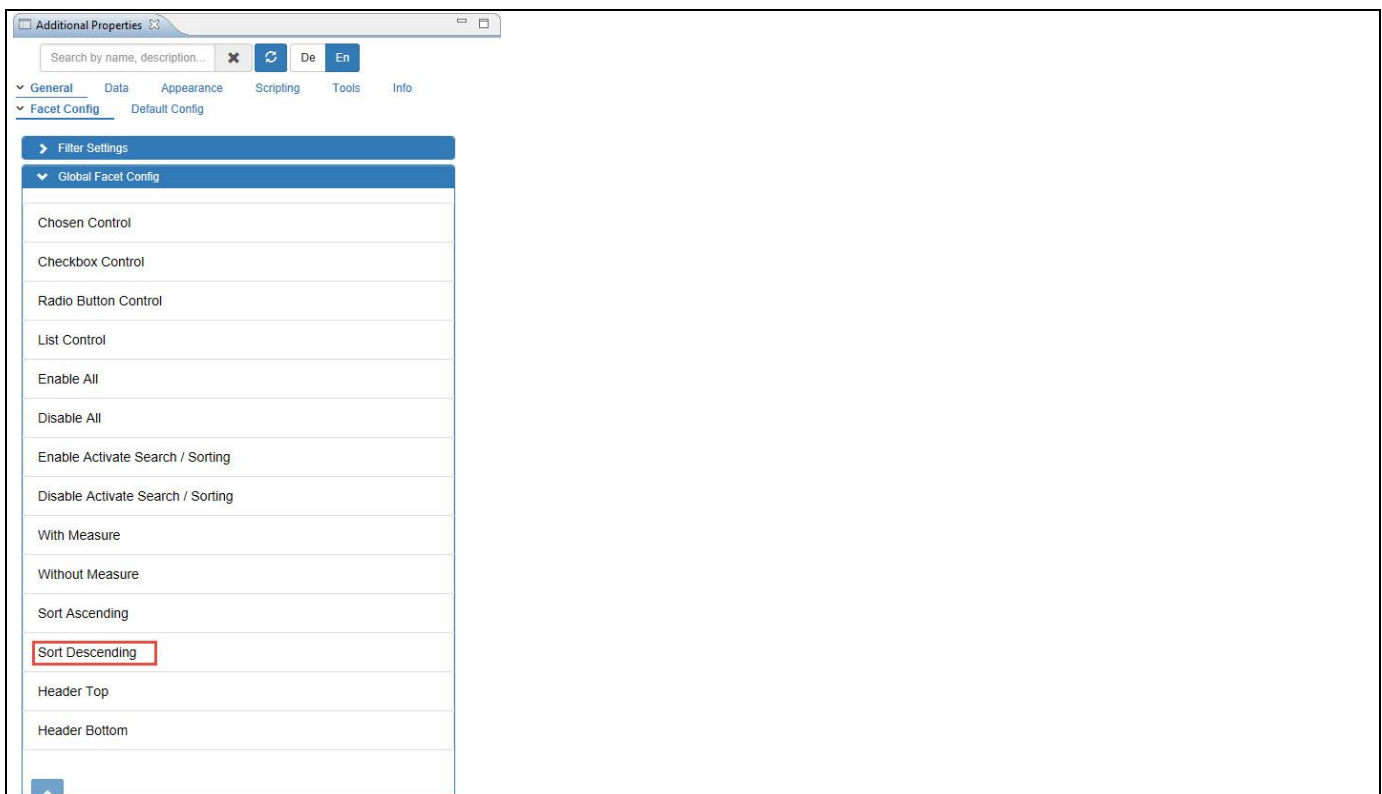 Additional Properties
Search by name, description... De En
General Data Appearance Scripting Tools Info
Facet Config Default Config
Filter Settings
Global Facet Config
Chosen Control
Checkbox Control
Radio Button Control
List Control
Enable All
Disable All
Enable Activate Search / Sorting
Disable Activate Search / Sorting
With Measure
Without Measure
Sort Ascending
Sort Descending
Header Top
Header Bottom